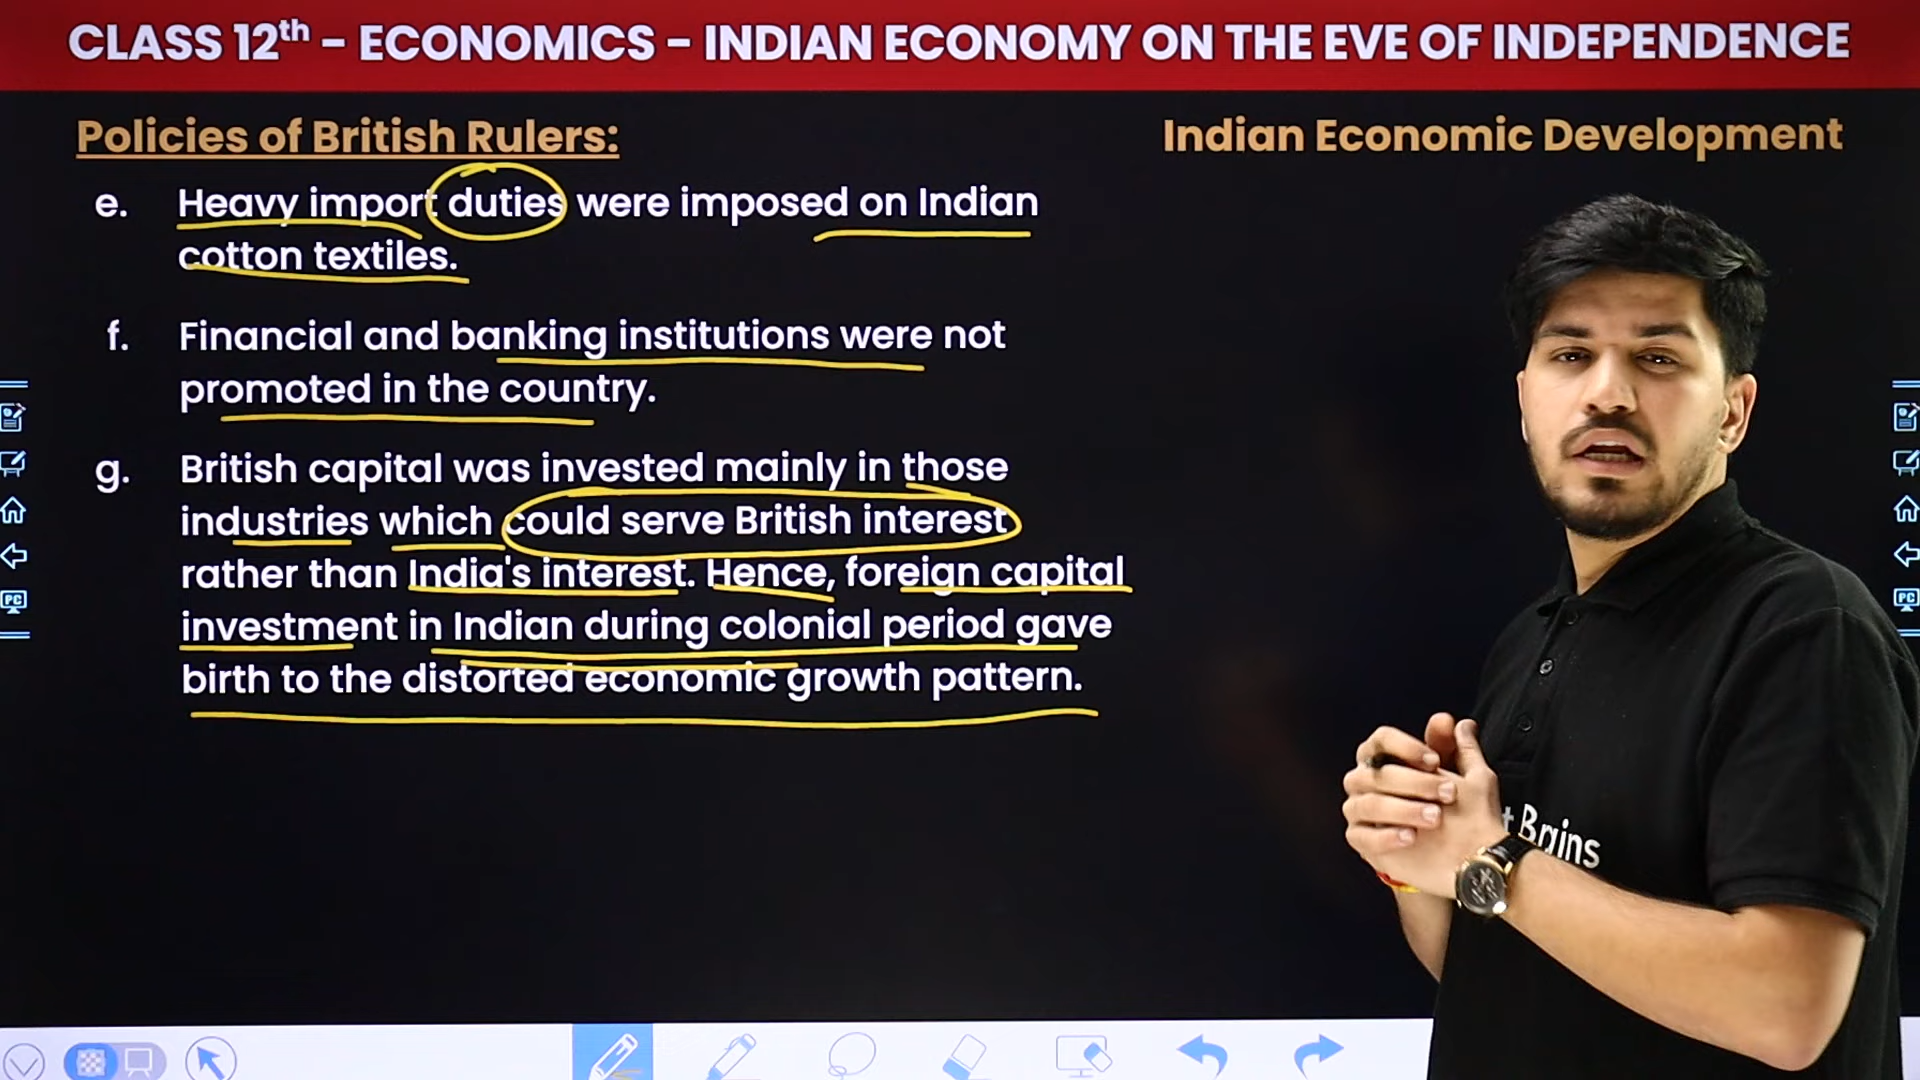 CLASS 12th - ECONOMICS - INDIAN ECONOMY ON THE EVE OF INDEPENDENCE
Policies of British Rulers:
Indian Economic Development
e. Heavy import duties were imposed on Indian
cotton textiles.
f. Financial and banking institutions were not
promoted in the country.
g. British capital was invested mainly in those
industries which could serve British interest
rather than India's interest. Hence, foreign capital
investment in Indian during colonial period gave
birth to the distorted economic growth pattern.
Brains
PC
PC